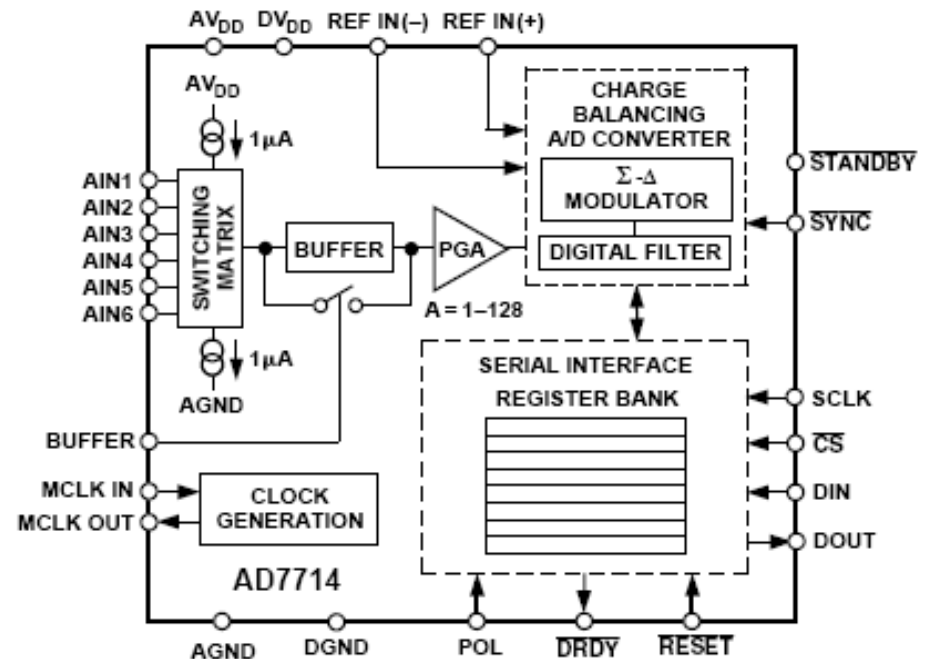 AVDD DVDD REF IN(–) REF IN(+)
AVDD
1μA
AIN1
AIN2
AIN3
AIN4
AIN5
AIN6
SWITCHING
MATRIX
BUFFER
PGA
A = 1–128
1μA
AGND
CHARGE
BALANCING
A/D CONVERTER
Σ-Δ
MODULATOR
DIGITAL FILTER
STANDBY
SYNC
SERIAL INTERFACE
REGISTER BANK
SCLK
CS
DIN
DOUT
BUFFER
MCLK IN
MCLK OUT
CLOCK
GENERATION
AD7714
AGND DGND POL DRDY RESET